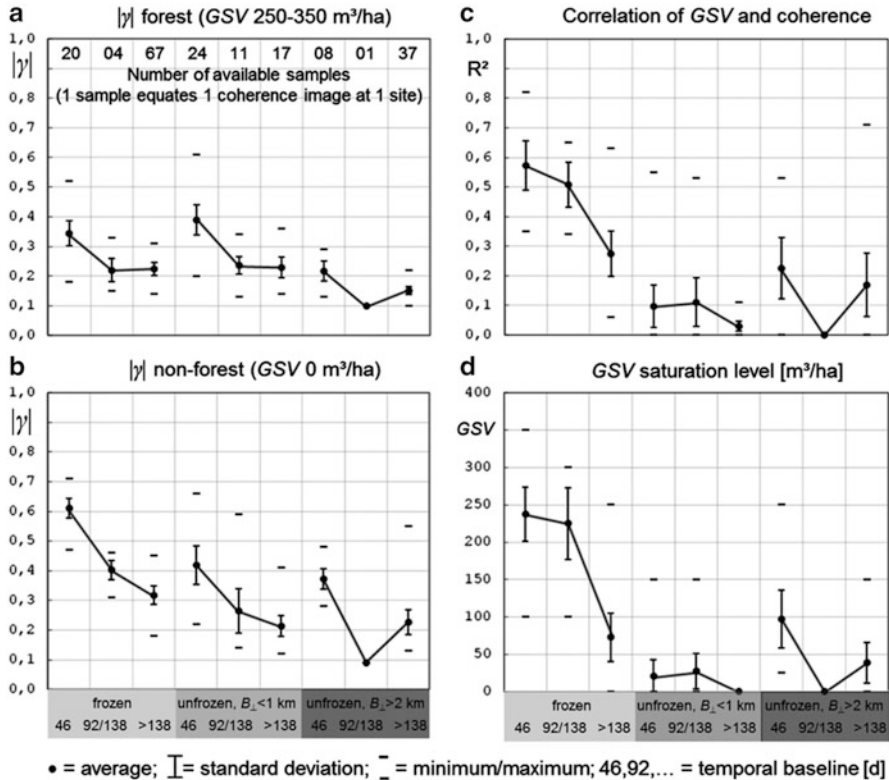 a |γ| forest (GSV 250-350 m³/ha)
1,0
|γ|
0,8
0,7
0,6
0,5
0,4
0,3
0,2
0,1
0,0
20 04 67 24 11 17 08 01 37
Number of available samples
(1 sample equates 1 coherence image at 1 site)
c Correlation of GSV and coherence
1,0
R²
0,8
0,7
0,6
0,5
0,4
0,3
0,2
0,1
0,0
b |γ| non-forest (GSV 0 m³/ha)
1,0
|γ|
0,8
0,7
0,6
0,5
0,4
0,3
0,2
0,1
0,0
frozen unfrozen, B⊥<1 km unfrozen, B⊥>2 km
46 92/138 >138 46 92/138 >138 46 92/138 >138
d GSV saturation level [m³/ha]
400
GSV
300
250
200
150
100
50
0
frozen unfrozen, B⊥<1 km unfrozen, B⊥>2 km
46 92/138 >138 46 92/138 >138 46 92/138 >138
• = average; I = standard deviation; - = minimum/maximum; 46,92,... = temporal baseline [d]